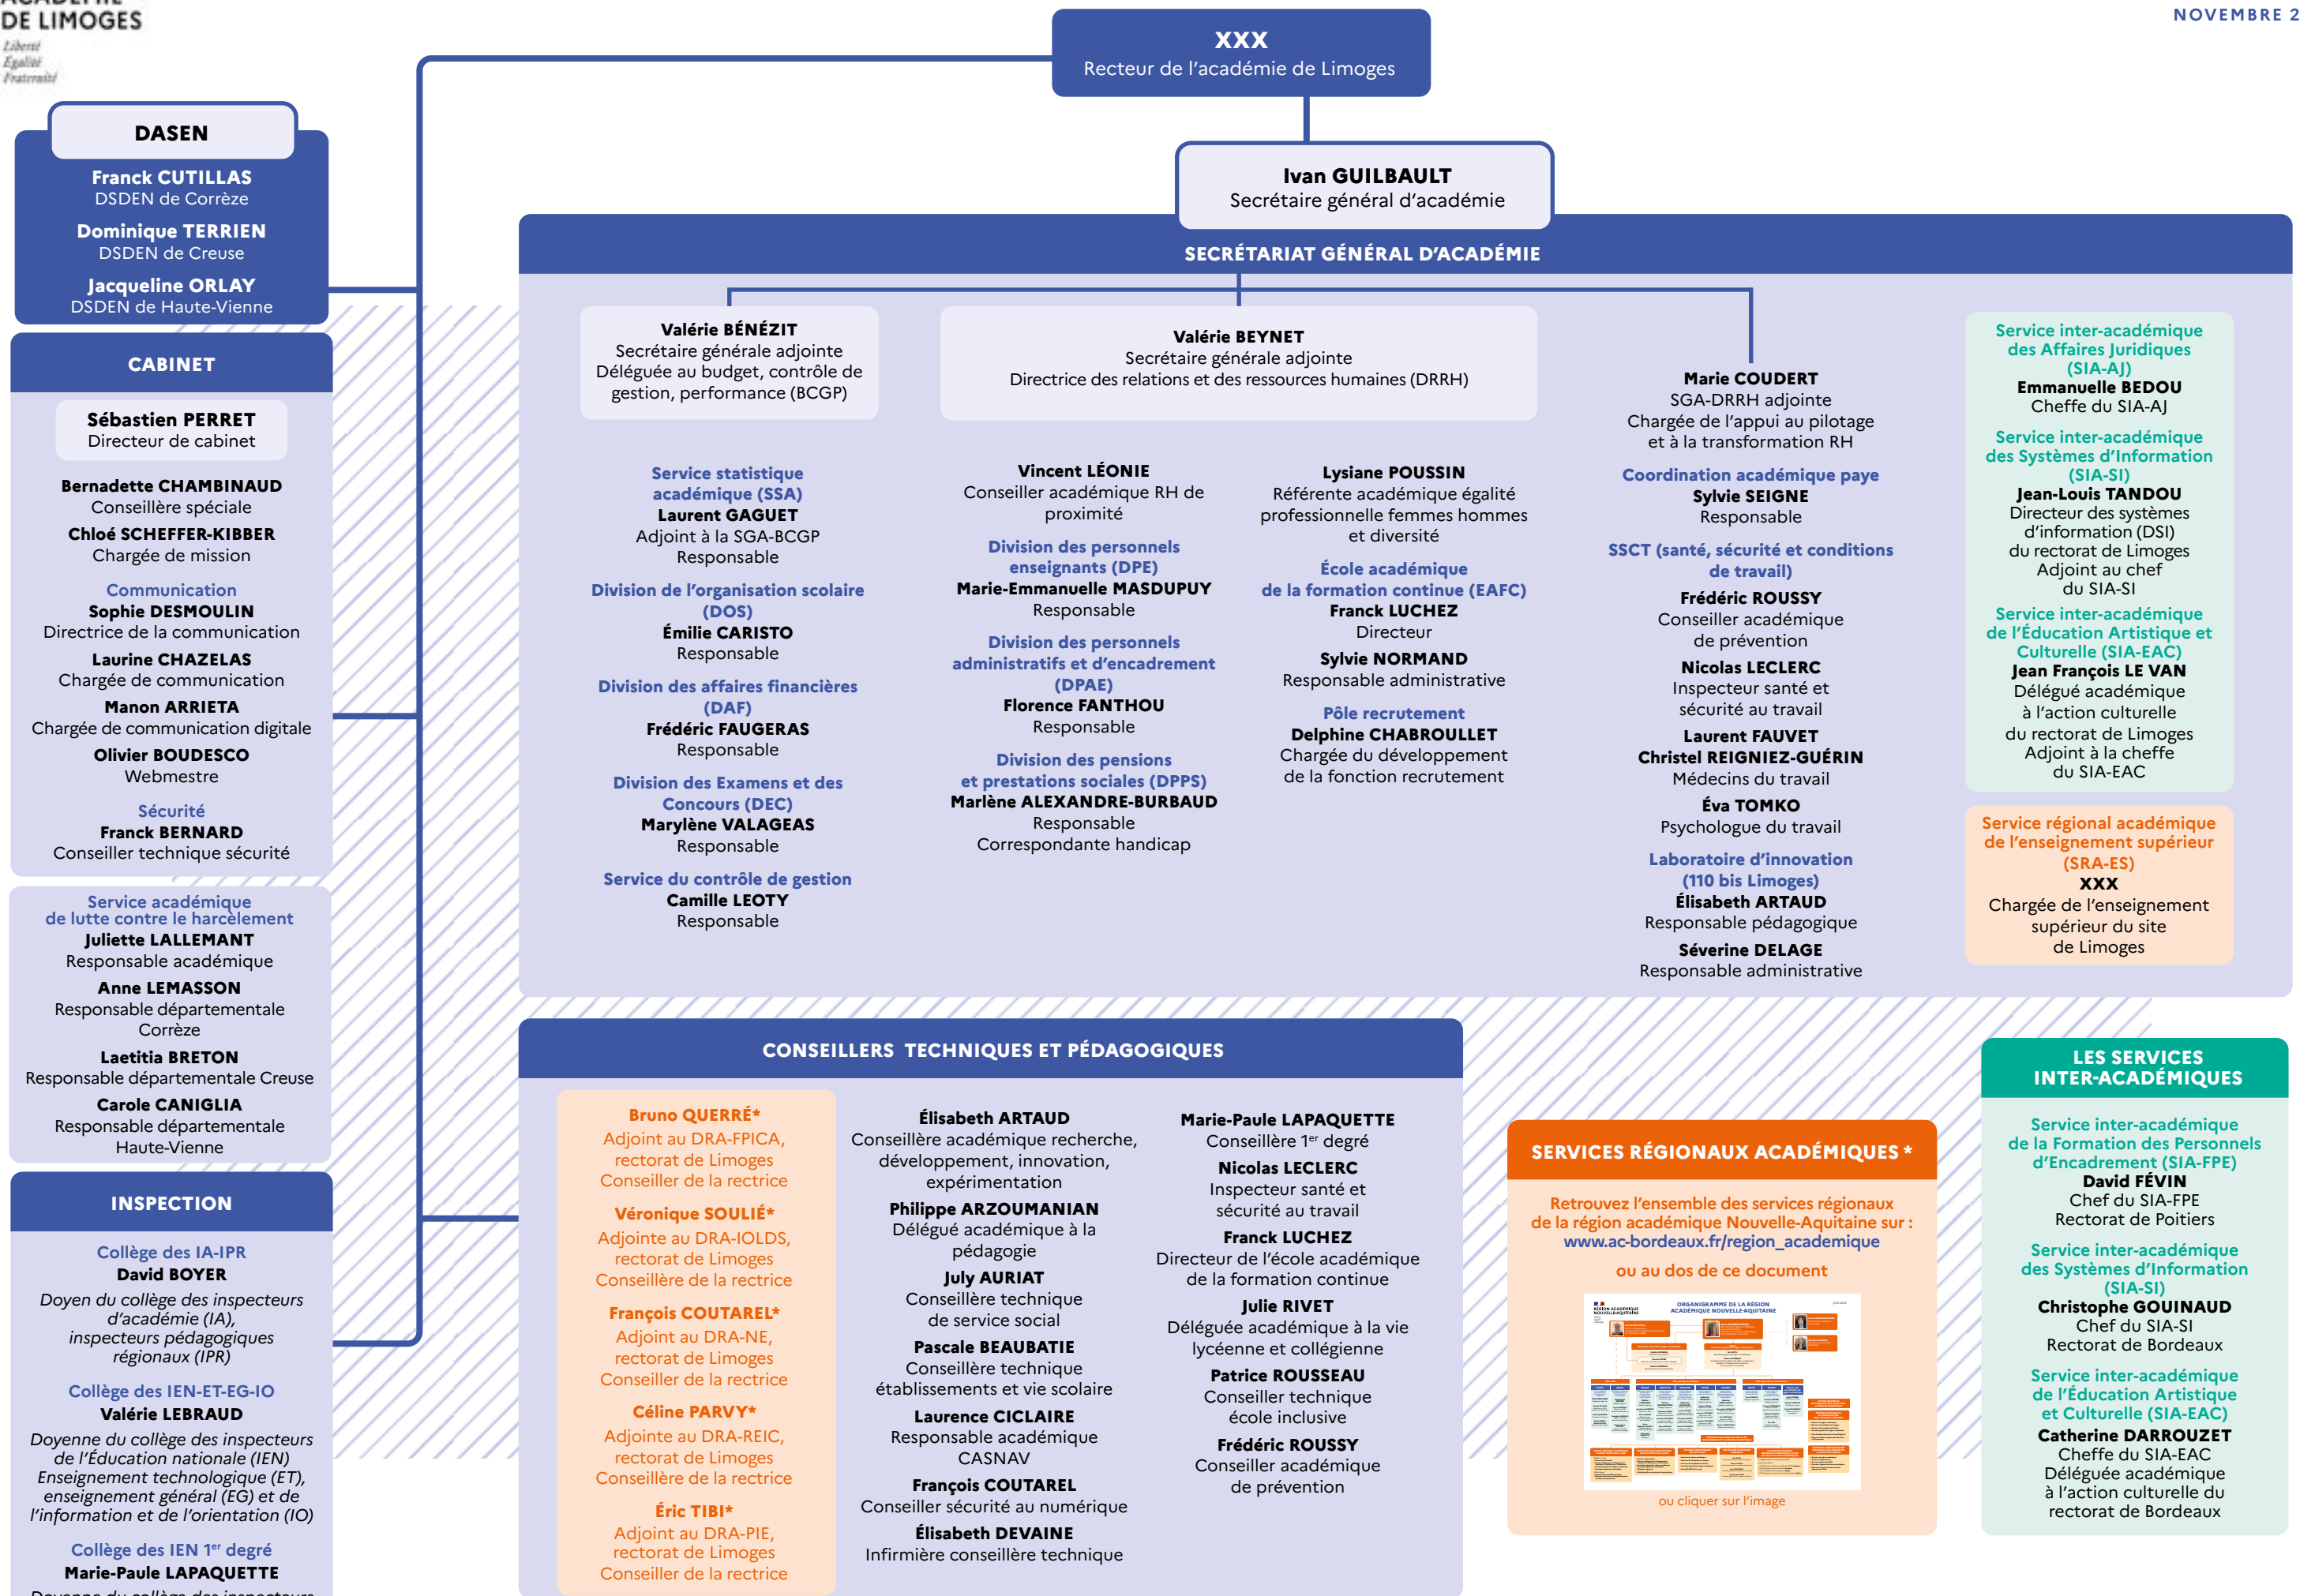 DE LIMOGES
Liberté
Égalité
Fraternité
NOVEMBRE 2
XXX
Recteur de l'académie de Limoges
Ivan GUILBAULT
Secrétaire général d'académie
DASEN
Franck CUTILLAS
DSDEN de Corrèze
Dominique TERRIEN
DSDEN de Creuse
Jacqueline ORLAY
DSDEN de Haute-Vienne
CABINET
Sébastien PERRET
Directeur de cabinet
Bernadette CHAMBINAUD
Conseillère spéciale
Chloé SCHEFFER-KIBBER
Chargée de mission
Communication
Sophie DESMOULIN
Directrice de la communication
Laurine CHAZELAS
Chargée de communication
Manon ARRIETA
Chargée de communication digitale
Olivier BOUDESCO
Webmestre
Sécurité
Franck BERNARD
Conseiller technique sécurité
Service académique
de lutte contre le harcèlement
Juliette LALLEMANT
Responsable académique
Anne LEMASSON
Responsable départementale
Corrèze
Laetitia BRETON
Responsable départementale Creuse
Carole CANIGLIA
Responsable départementale
Haute-Vienne
INSPECTION
Collège des IA-IPR
David BOYER
Doyen du collège des inspecteurs
d'académie (IA),
inspecteurs pédagogiques
régionaux (IPR)
Collège des IEN-ET-EG-IO
Valérie LEBRAUD
Doyenne du collège des inspecteurs
de l'Éducation nationale (IEN)
Enseignement technologique (ET),
enseignement général (EG) et de
l'information et de l'orientation (IO)
Collège des IEN 1er degré
Marie-Paule LAPAQUETTE
Doyenne du collège des inspecteurs
SECRÉTARIAT GÉNÉRAL D'ACADÉMIE
Valérie BÉNÉZIT
Secrétaire générale adjointe
Déléguée au budget, contrôle de
gestion, performance (BCGP)
Service statistique
académique (SSA)
Laurent GAGUET
Adjoint à la SGA-BCGP
Responsable
Division de l'organisation scolaire
(DOS)
Émilie CARISTO
Responsable
Division des affaires financières
(DAF)
Frédéric FAUGERAS
Responsable
Division des Examens et des
Concours (DEC)
Marylène VALAGEAS
Responsable
Service du contrôle de gestion
Camille LEOTY
Responsable
Valérie BEYNET
Secrétaire générale adjointe
Directrice des relations et des ressources humaines (DRRH)
Vincent LÉONIE
Conseiller académique RH de
proximité
Division des personnels
enseignants (DPE)
Marie-Emmanuelle MASDUPUY
Responsable
Division des personnels
administratifs et d'encadrement
(DPAE)
Florence FANTHOU
Responsable
Division des pensions
et prestations sociales (DPPS)
Marlène ALEXANDRE-BURBAUD
Responsable
Correspondante handicap
Lysiane POUSSIN
Référente académique égalité
professionnelle femmes hommes
et diversité
École académique
de la formation continue (EAFC)
Franck LUCHEZ
Directeur
Sylvie NORMAND
Responsable administrative
Pôle recrutement
Delphine CHABROULLET
Chargée du développement
de la fonction recrutement
Marie COUDERT
SGA-DRRH adjointe
Chargée de l'appui au pilotage
et à la transformation RH
Coordination académique paye
Sylvie SEIGNE
Responsable
SSCT (santé, sécurité et conditions
de travail)
Frédéric ROUSSY
Conseiller académique
de prévention
Nicolas LECLERC
Inspecteur santé et
sécurité au travail
Laurent FAUVET
Christel REIGNIEZ-GUÉRIN
Médecins du travail
Éva TOMKO
Psychologue du travail
Laboratoire d'innovation
(110 bis Limoges)
Élisabeth ARTAUD
Responsable pédagogique
Séverine DELAGE
Responsable administrative
Service inter-académique
des Affaires Juridiques
(SIA-AJ)
Emmanuelle BEDOU
Cheffe du SIA-AJ
Service inter-académique
des Systèmes d'Information
(SIA-SI)
Jean-Louis TANDOU
Directeur des systèmes
d'information (DSI)
du rectorat de Limoges
Adjoint au chef
du SIA-SI
Service inter-académique
de l'Éducation Artistique et
Culturelle (SIA-EAC)
Jean François LE VAN
Délégué académique
à l'action culturelle
du rectorat de Limoges
Adjoint à la cheffe
du SIA-EAC
Service régional académique
de l'enseignement supérieur
(SRA-ES)
XXX
Chargée de l'enseignement
supérieur du site
de Limoges
CONSEILLERS TECHNIQUES ET PÉDAGOGIQUES
Bruno QUERRÉ*
Adjoint au DRA-FPICA,
rectorat de Limoges
Conseiller de la rectrice
Véronique SOULIÉ*
Adjointe au DRA-IOLDS,
rectorat de Limoges
Conseillère de la rectrice
François COUTAREL*
Adjoint au DRA-NE,
rectorat de Limoges
Conseiller de la rectrice
Céline PARVY*
Adjointe au DRA-REIC,
rectorat de Limoges
Conseillère de la rectrice
Éric TIBI*
Adjoint au DRA-PIE,
rectorat de Limoges
Conseiller de la rectrice
Élisabeth ARTAUD
Conseillère académique recherche,
développement, innovation,
expérimentation
Philippe ARZOUMANIAN
Délégué académique à la
pédagogie
July AURIAT
Conseillère technique
de service social
Pascale BEAUBATIE
Conseillère technique
établissements et vie scolaire
Laurence CICLAIRE
Responsable académique
CASNAV
François COUTAREL
Conseiller sécurité au numérique
Élisabeth DEVAINE
Infirmière conseillère technique
Marie-Paule LAPAQUETTE
Conseillère 1er degré
Nicolas LECLERC
Inspecteur santé et
sécurité au travail
Franck LUCHEZ
Directeur de l'école académique
de la formation continue
Julie RIVET
Déléguée académique à la vie
lycéenne et collégienne
Patrice ROUSSEAU
Conseiller technique
école inclusive
Frédéric ROUSSY
Conseiller académique
de prévention
SERVICES RÉGIONAUX ACADÉMIQUES *
Retrouvez l'ensemble des services régionaux
de la région académique Nouvelle-Aquitaine sur :
www.ac-bordeaux.fr/region_academique
ou au dos de ce document
RÉGION ACADÉMIQUE
NOUVELLE-AQUITAINE
ORGANIGRAMME DE LA RÉGION
ACADÉMIQUE NOUVELLE-AQUITAINE
ou cliquer sur l'image
LES SERVICES
INTER-ACADÉMIQUES
Service inter-académique
de la Formation des Personnels
d'Encadrement (SIA-FPE)
David FÉVIN
Chef du SIA-FPE
Rectorat de Poitiers
Service inter-académique
des Systèmes d'Information
(SIA-SI)
Christophe GOUINAUD
Chef du SIA-SI
Rectorat de Bordeaux
Service inter-académique
de l'Éducation Artistique
et Culturelle (SIA-EAC)
Catherine DARROUZET
Cheffe du SIA-EAC
Déléguée académique
à l'action culturelle du
rectorat de Bordeaux